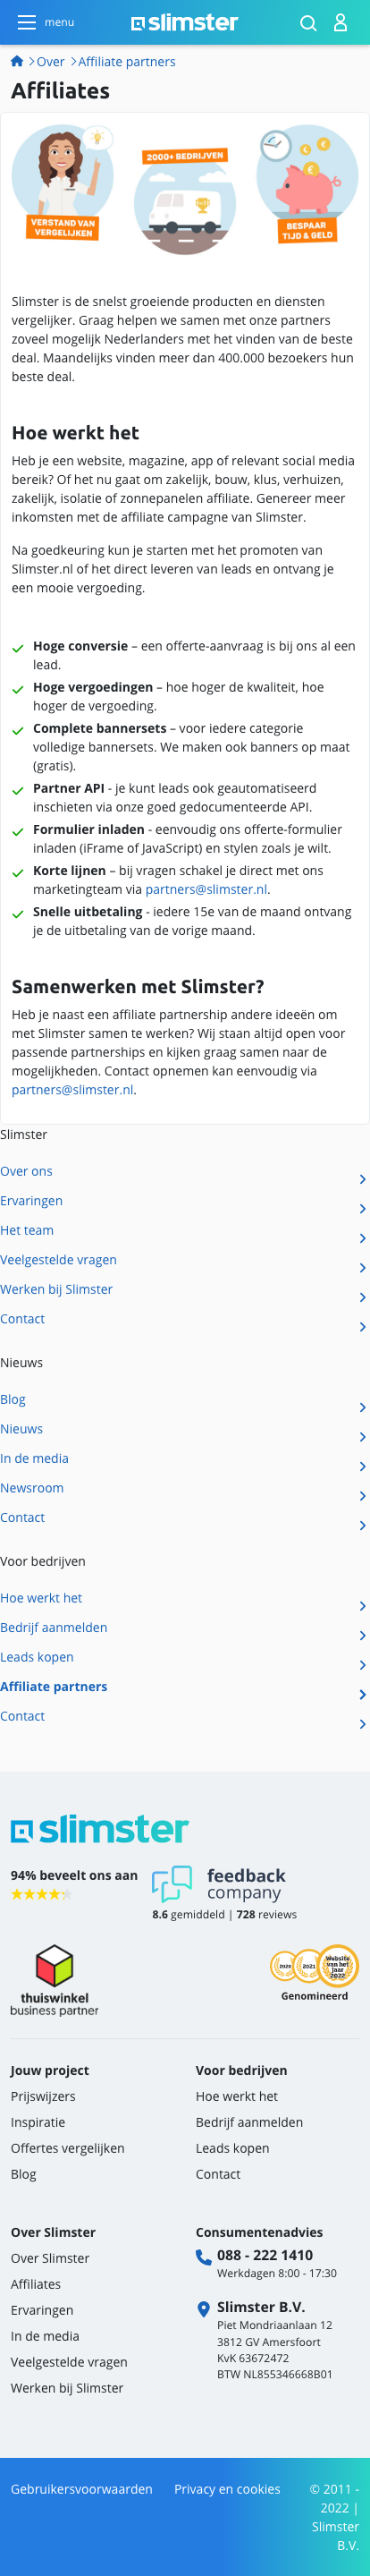 menu
slimster
Over
Affiliate partners
Affiliates
VERSTAND VAN
VERGELIJKEN
2000+ BEDRIJVEN
BESPAAR
TIJD & GELD
Slimster is de snelst groeiende producten en diensten
vergelijker. Graag helpen we samen met onze partners
zoveel mogelijk Nederlanders met het vinden van de beste
deal. Maandelijks vinden meer dan 400.000 bezoekers hun
beste deal.
Hoe werkt het
Heb je een website, magazine, app of relevant social media
bereik? Of het nu gaat om zakelijk, bouw, klus, verhuizen,
zakelijk, isolatie of zonnepanelen affiliate. Genereer meer
inkomsten met de affiliate campagne van Slimster.
Na goedkeuring kun je starten met het promoten van
Slimster.nl of het direct leveren van leads en ontvang je
een mooie vergoeding.
Hoge conversie – een offerte-aanvraag is bij ons al een
lead.
Hoge vergoedingen – hoe hoger de kwaliteit, hoe
hoger de vergoeding.
Complete bannersets – voor iedere categorie
volledige bannersets. We maken ook banners op maat
(gratis).
Partner API - je kunt leads ook geautomatiseerd
inschieten via onze goed gedocumenteerde API.
Formulier inladen - eenvoudig ons offerte-formulier
inladen (iFrame of JavaScript) en stylen zoals je wilt.
Korte lijnen – bij vragen schakel je direct met ons
marketingteam via partners@slimster.nl.
Snelle uitbetaling - iedere 15e van de maand ontvang
je de uitbetaling van de vorige maand.
Samenwerken met Slimster?
Heb je naast een affiliate partnership andere ideeën om
met Slimster samen te werken? Wij staan altijd open voor
passende partnerships en kijken graag samen naar de
mogelijkheden. Contact opnemen kan eenvoudig via
partners@slimster.nl.
Slimster
Over ons
Ervaringen
Het team
Veelgestelde vragen
Werken bij Slimster
Contact
Nieuws
Blog
Nieuws
In de media
Newsroom
Contact
Voor bedrijven
Hoe werkt het
Bedrijf aanmelden
Leads kopen
Affiliate partners
Contact
slimster
94% beveelt ons aan
feedback
company
8.6 gemiddeld | 728 reviews
thuiswinkel
business partner
2020
2021
Website
van het
Jaar
2022
Genomineerd
Jouw project
Prijswijzers
Inspiratie
Offertes vergelijken
Blog
Voor bedrijven
Hoe werkt het
Bedrijf aanmelden
Leads kopen
Contact
Over Slimster
Over Slimster
Affiliates
Ervaringen
In de media
Veelgestelde vragen
Werken bij Slimster
Consumentenadvies
088 - 222 1410
Werkdagen 8:00 - 17:30
Slimster B.V.
Piet Mondriaanlaan 12
3812 GV Amersfoort
KvK 63672472
BTW NL855346668B01
Gebruikersvoorwaarden
Privacy en cookies
© 2011 -
2022 |
Slimster
B.V.